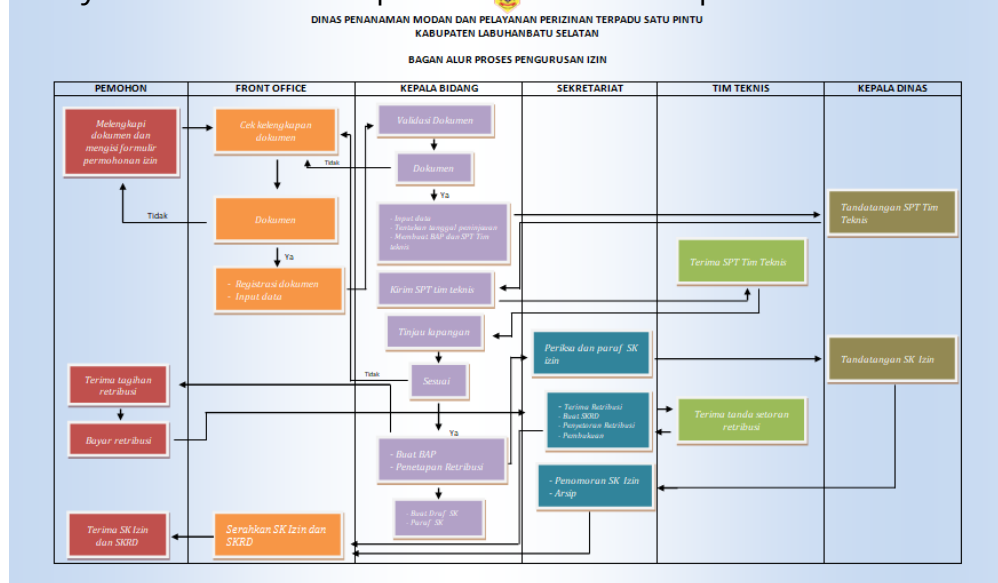 DINAS PENANAMAN MODAN DAN PELAYANAN PERIZINAN TERPADU SATU PINTU
KABUPATEN LABUHANBATU SELATAN
BAGAN ALUR PROSES PENGURUSAN IZIN
PEMOHON
FRONT OFFICE
KEPALA BIDANG
SEKRETARIAT
TIM TEKNIS
KEPALA DINAS
Melengkapi
dokumen dan
mengisi formulir
permohonan izin
Cek kelengkapan
dokumen
Validasi Dokumen
Tidak
Dokumen
Ya
Tidak
Dokumen
Ya
- Input data
- Tentukan tanggal peninjauan
- Membuat BAP dan SPT Tim
teknis
Tandatangan SPT Tim
Teknis
Terima SPT Tim Teknis
- Registrasi dokumen
- Input data
Kirim SPT tim teknis
Tinjau lapangan
Periksa dan paraf SK
izin
Tandatangan SK Izin
Tidak
Sesuai
Ya
Terima tagihan
retribusi
Bayar retribusi
- Terima Retribusi
- Buat SKRD
- Penyetoran Retribusi
- Pembukuan
Terima tanda setoran
retribusi
- Buat BAP
- Penetapan Retribusi
- Penomoran SK Izin
- Arsip
- Buat Draf SK
- Paraf SK
Terima SK Izin
dan SKRD
Serahkan SK Izin dan
SKRD